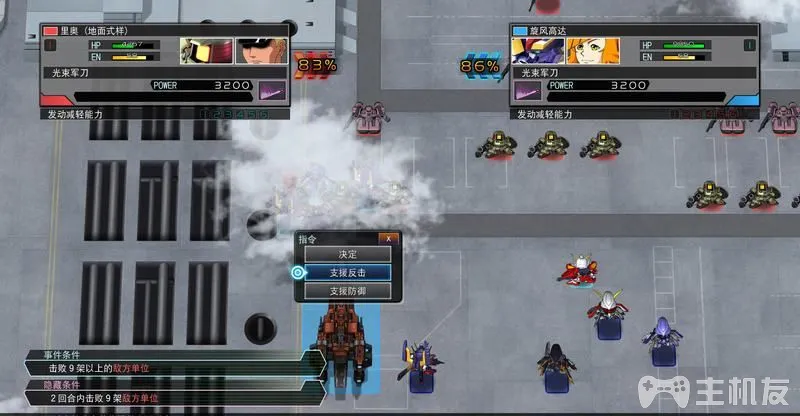 里奥（地面式样）
HP
EN
83%
光束军刀
POWER 3200
发动减轻能力
旋风高达
HP
EN
86%
光束军刀
POWER 3200
发动减轻能力
指令
X
决定
支援反击
支援防御
事件条件
击败9架以上的敌方单位
隐藏条件
2回合内击败9架敌方单位
主机友